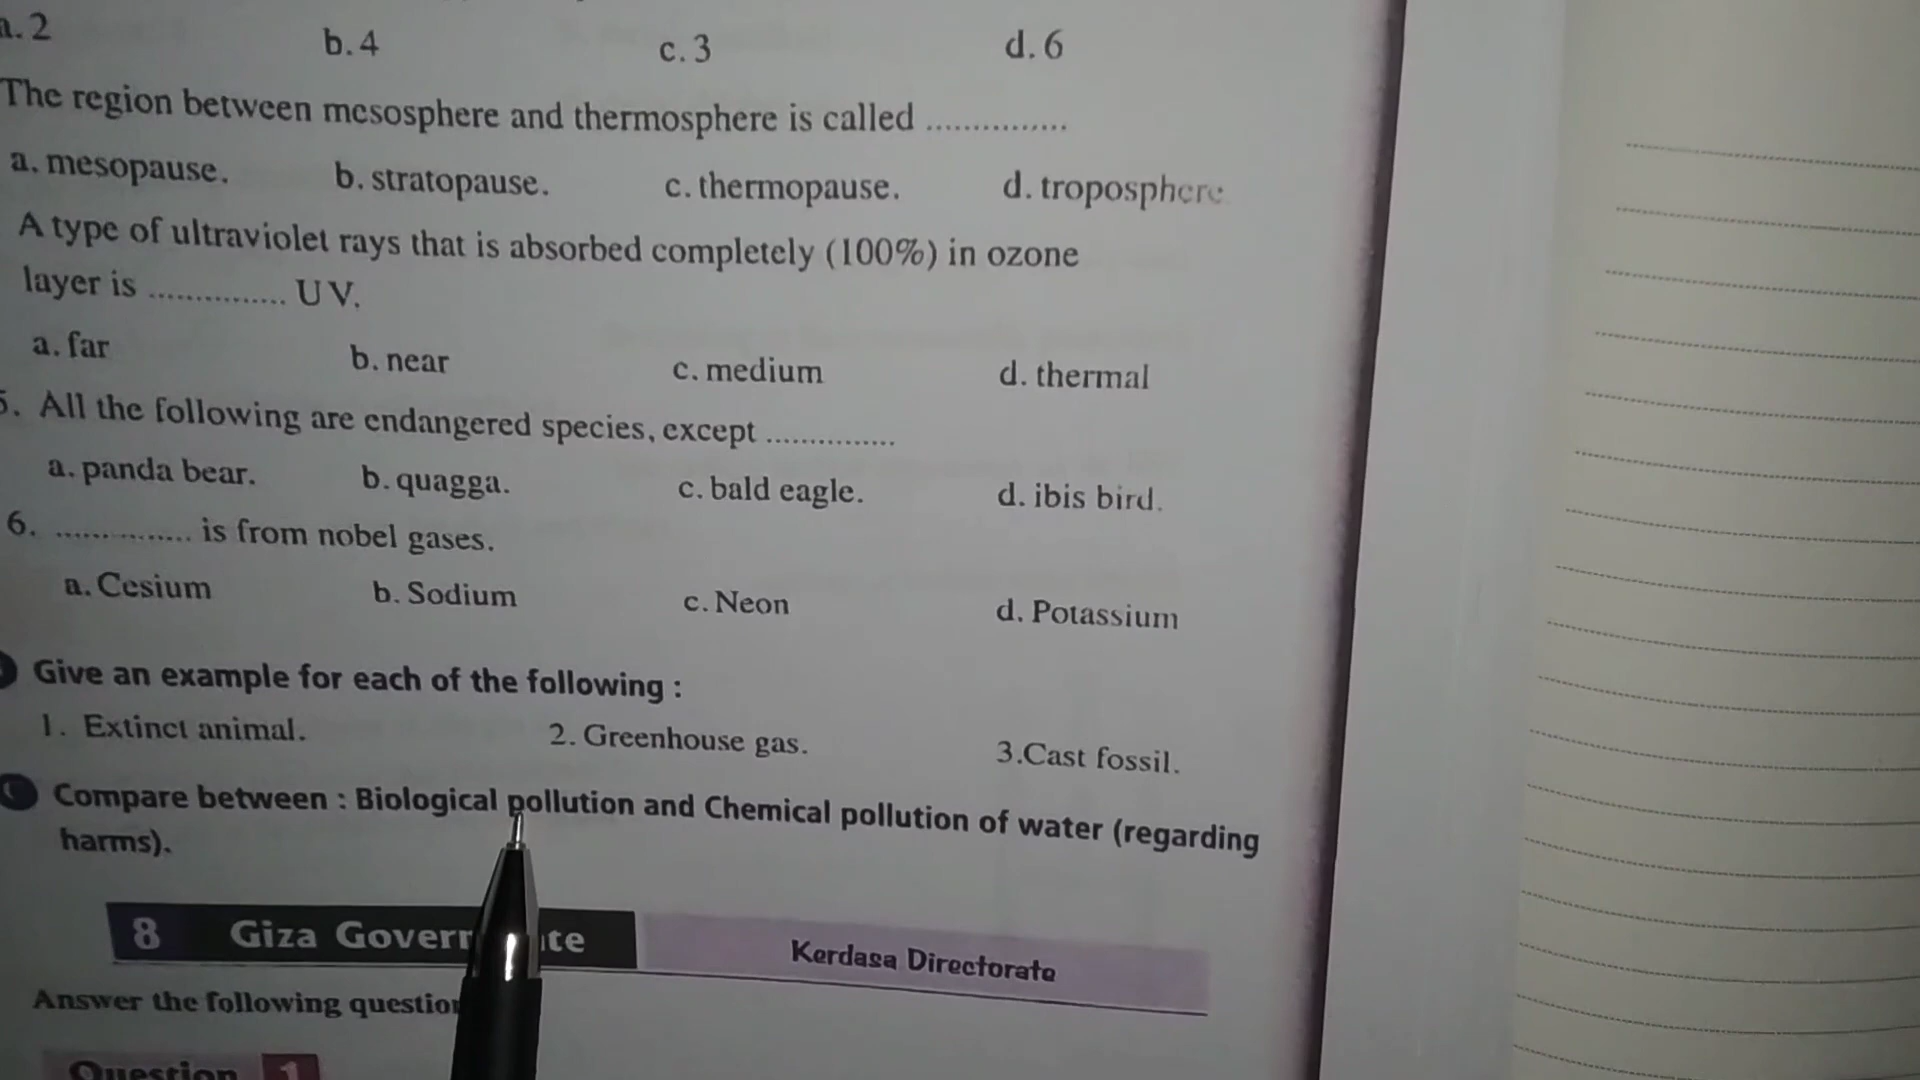 a. 2 b. 4 c. 3 d. 6
The region between mesosphere and thermosphere is called ...............
a. mesopause. b. stratopause. c. thermopause. d. troposphere
A type of ultraviolet rays that is absorbed completely (100%) in ozone
layer is ............... UV.
a. far b. near c. medium d. thermal
5. All the following are endangered species, except ...............
a. panda bear. b. quagga. c. bald eagle. d. ibis bird.
6. ............... is from nobel gases.
a. Cesium b. Sodium c. Neon d. Potassium
Give an example for each of the following :
1. Extinct animal. 2. Greenhouse gas. 3.Cast fossil.
C Compare between : Biological pollution and Chemical pollution of water (regarding
harms).
8 Giza Goverr te Kerdasa Directorate
Answer the following question
Question 1